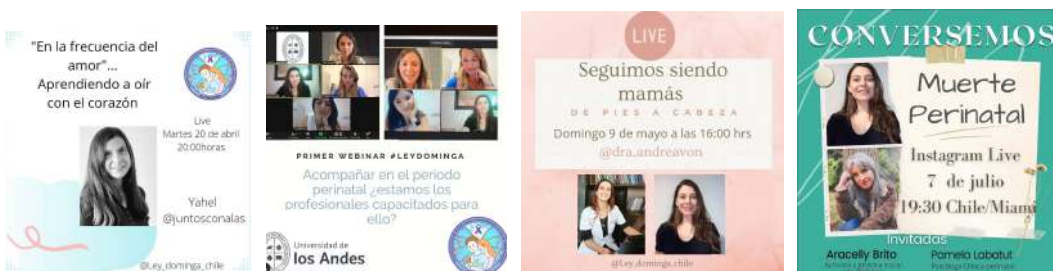 "En la frecuencia del
amor"...
Aprendiendo a oír
con el corazón
Live
Martes 20 de abril
20:00horas
Yahel
@juntosconalas
@Ley_dominga_chile
PRIMER WEBINAR #LEYDOMINGA
Acompañar en el periodo
perinatal ¿estamos los
profesionales capacitados para
ello?
Universidad de
los Andes
LIVE
Seguimos siendo
mamás
DE PIES A CABEZA
Domingo 9 de mayo a las 16:00 hrs
@dra.andreavon
@Ley_dominga_chile
CONVERSEMOS
Muerte
Perinatal
Instagram Live
7 de julio
19:30 Chile/Miami
Invitadas
Aracelly Brito
Pamela Labatut